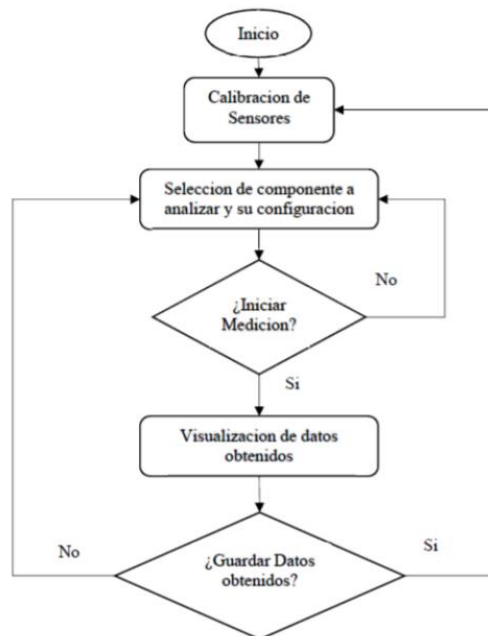 Inicio
Calibracion de
Sensores
Seleccion de componente a
analizar y su configuracion
No
¿Iniciar
Medicion?
Si
Visualizacion de datos
obtenidos
No
¿Guardar Datos
obtenidos?
Si